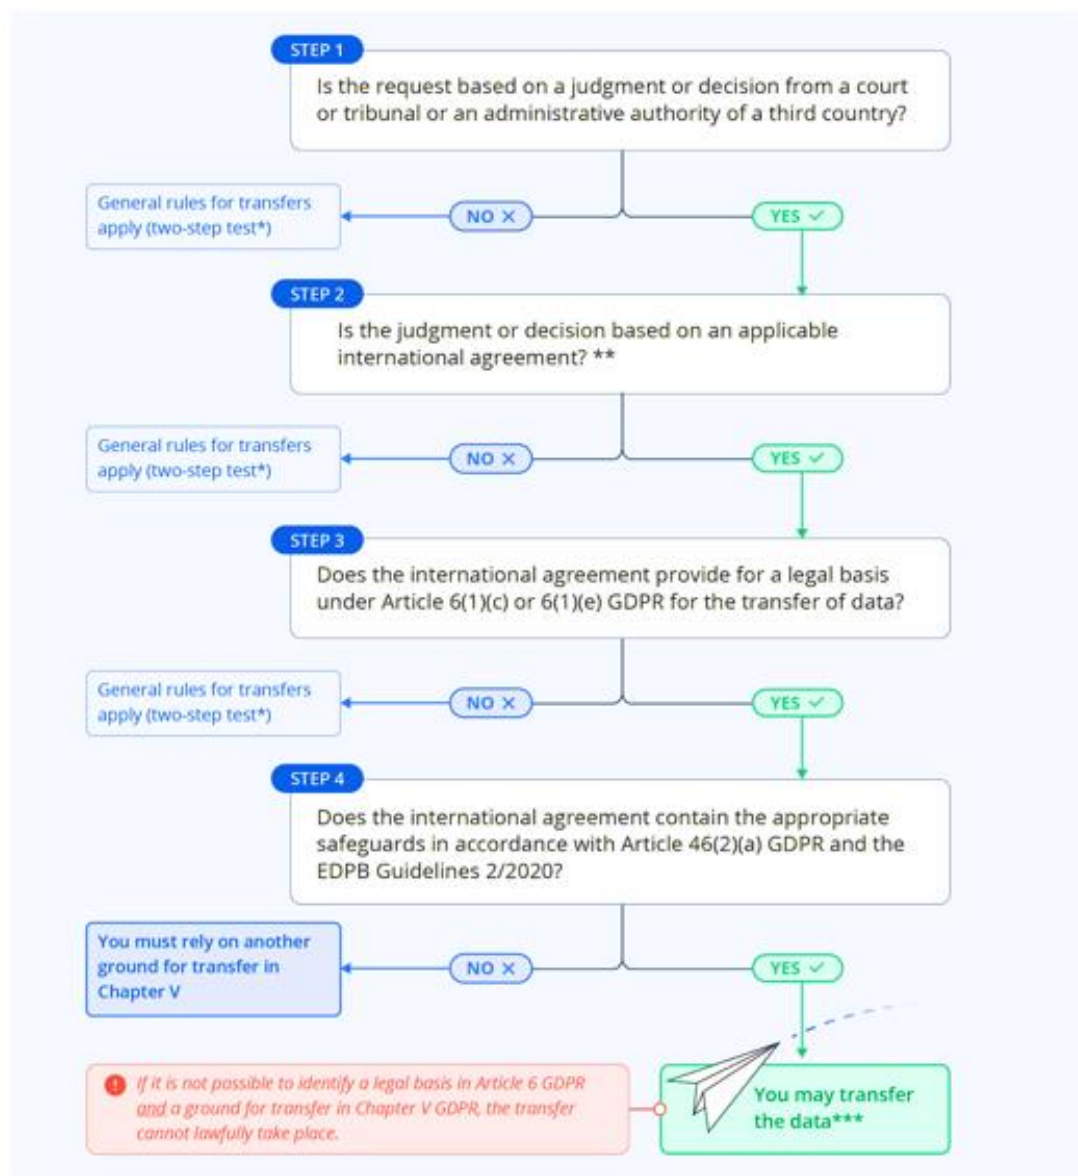 STEP 1
Is the request based on a judgment or decision from a court
or tribunal or an administrative authority of a third country?
General rules for transfers
apply (two-step test*)
NO
YES
STEP 2
Is the judgment or decision based on an applicable
international agreement? **
General rules for transfers
apply (two-step test*)
NO
YES
STEP 3
Does the international agreement provide for a legal basis
under Article 6(1)(c) or 6(1)(e) GDPR for the transfer of data?
General rules for transfers
apply (two-step test*)
NO
YES
STEP 4
Does the international agreement contain the appropriate
safeguards in accordance with Article 46(2)(a) GDPR and the
EDPB Guidelines 2/2020?
You must rely on another
ground for transfer in
Chapter V
NO
YES
If it is not possible to identify a legal basis in Article 6 GDPR
and a ground for transfer in Chapter V GDPR, the transfer
cannot lawfully take place.
You may transfer
the data***